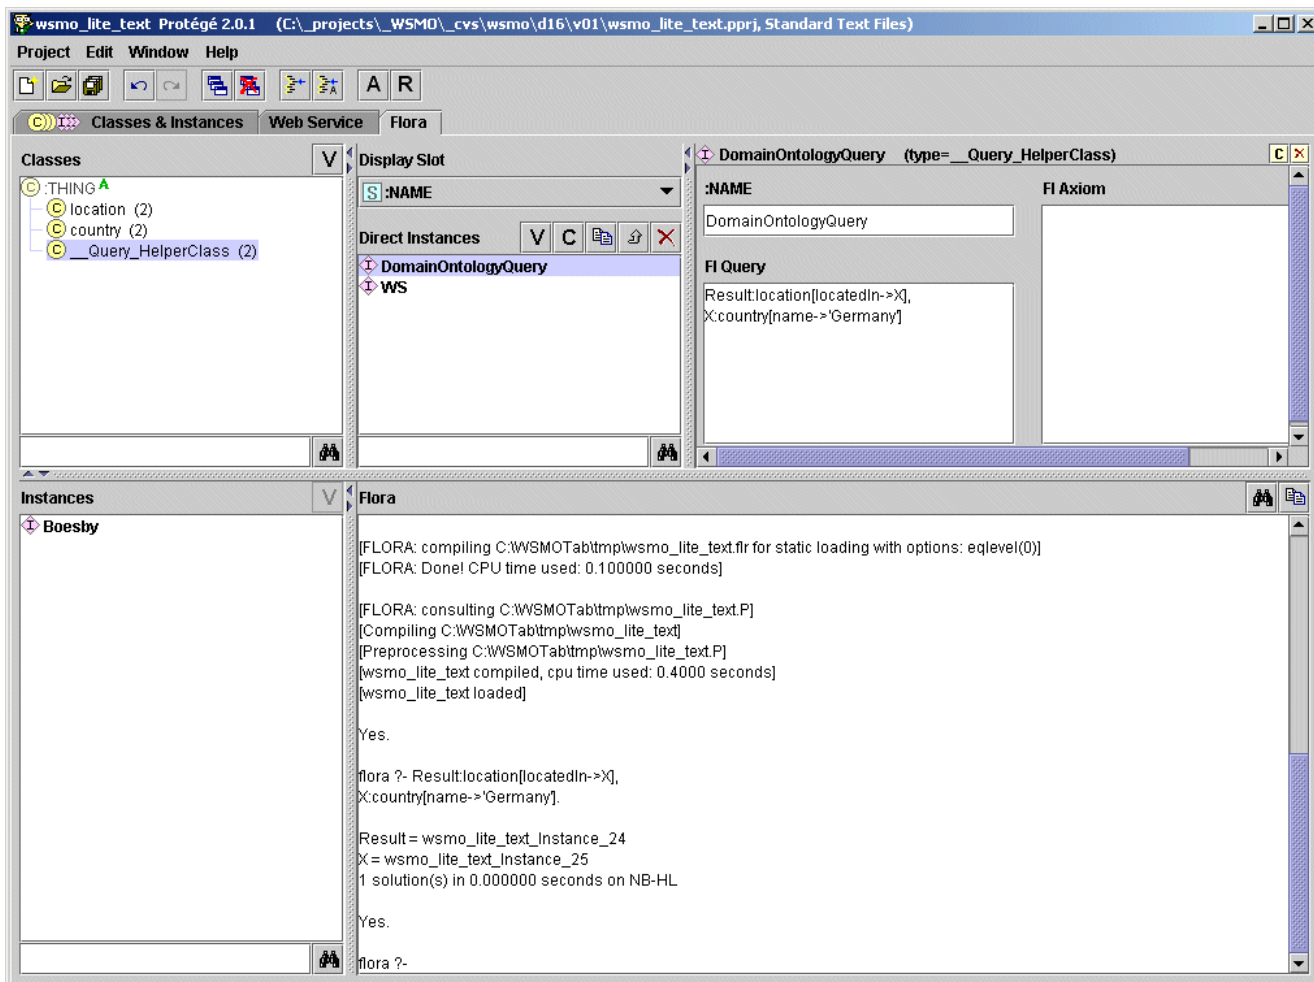 wsmo_lite_text Protégé 2.0.1 (C:\_projects\_WSMO\_cvs\wsmo\d16\v01\wsmo_lite_text.pprj, Standard Text Files)
Project Edit Window Help
A R
C I Classes & Instances Web Service Flora
Classes V
C :THING A
C location (2)
C country (2)
C __Query_HelperClass (2)
Display Slot
S :NAME
Direct Instances V C
I DomainOntologyQuery
I WS
I DomainOntologyQuery (type=__Query_HelperClass) C
:NAME Fl Axiom
DomainOntologyQuery
Fl Query
Result:location[locatedIn->X],
X:country[name->'Germany']
Instances V
I Boesby
Flora
[FLORA: compiling C:\WSMOTab\tmp\wsmo_lite_text.flr for static loading with options: eqlevel(0)]
[FLORA: Done! CPU time used: 0.100000 seconds]
[FLORA: consulting C:\WSMOTab\tmp\wsmo_lite_text.P]
[Compiling C:\WSMOTab\tmp\wsmo_lite_text]
[Preprocessing C:\WSMOTab\tmp\wsmo_lite_text.P]
[wsmo_lite_text compiled, cpu time used: 0.4000 seconds]
[wsmo_lite_text loaded]
Yes.
flora ?- Result:location[locatedIn->X],
X:country[name->'Germany'].
Result = wsmo_lite_text_Instance_24
X = wsmo_lite_text_Instance_25
1 solution(s) in 0.000000 seconds on NB-HL
Yes.
flora ?-